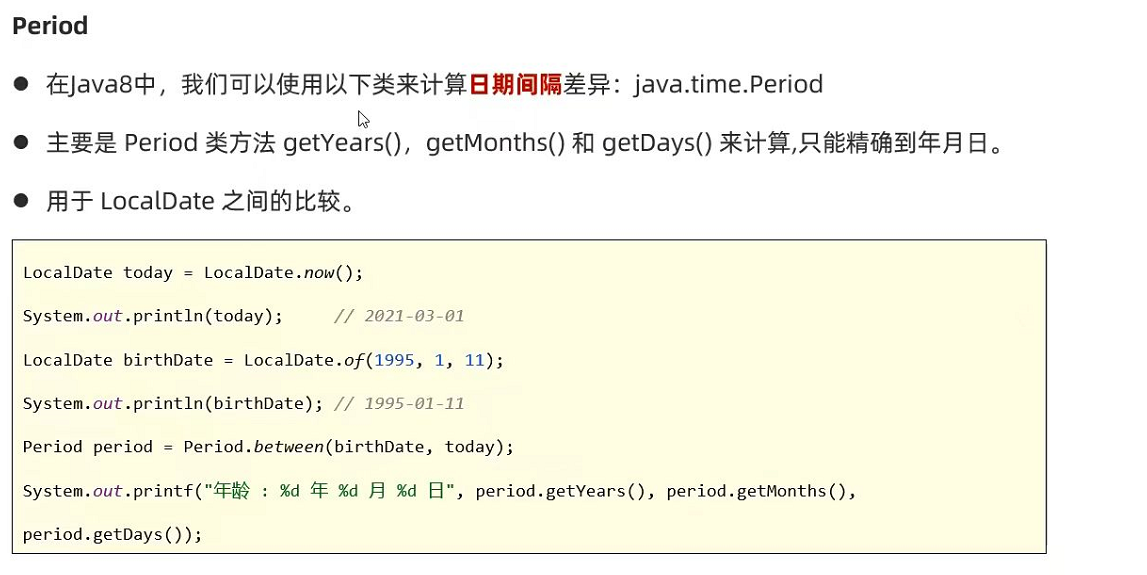 Period
● 在Java8中，我们可以使用以下类来计算日期间隔差异：java.time.Period
● 主要是 Period 类方法 getYears()，getMonths() 和 getDays() 来计算,只能精确到年月日。
● 用于 LocalDate 之间的比较。
LocalDate today = LocalDate.now();
System.out.println(today);     // 2021-03-01
LocalDate birthDate = LocalDate.of(1995, 1, 11);
System.out.println(birthDate); // 1995-01-11
Period period = Period.between(birthDate, today);
System.out.printf("年龄 : %d 年 %d 月 %d 日", period.getYears(), period.getMonths(),
period.getDays());